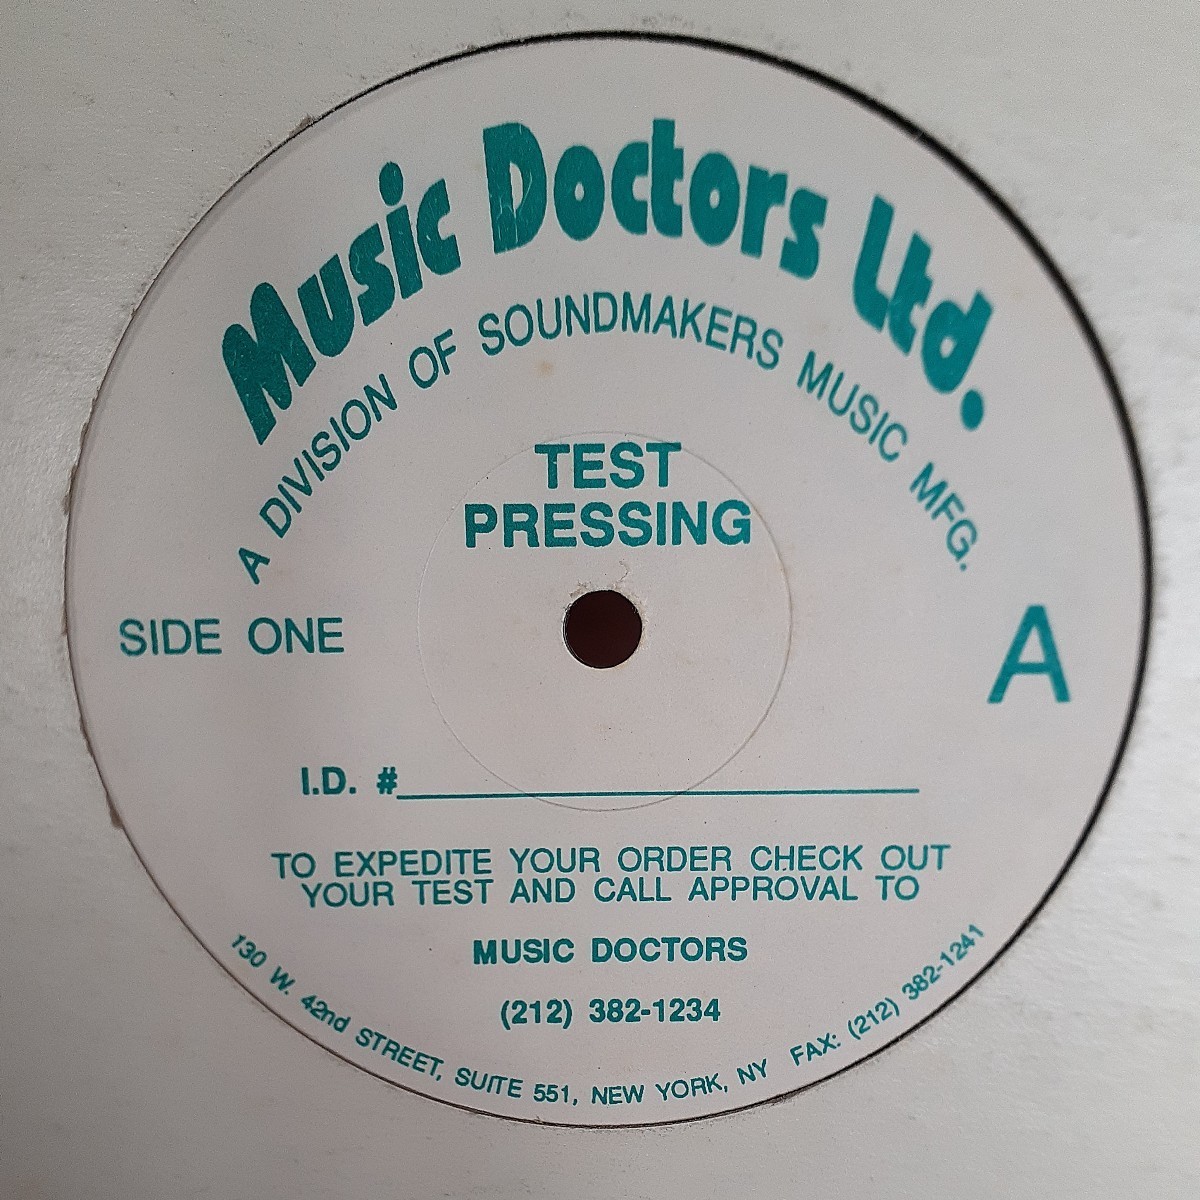 Music Doctors Ltd.
A DIVISION OF SOUNDMAKERS MUSIC MFG.
TEST
PRESSING
SIDE ONE
A
I.D. #
TO EXPEDITE YOUR ORDER CHECK OUT
YOUR TEST AND CALL APPROVAL TO
MUSIC DOCTORS
(212) 382-1234
130 W. 42nd STREET, SUITE 551, NEW YORK, NY FAX: (212) 382-1241